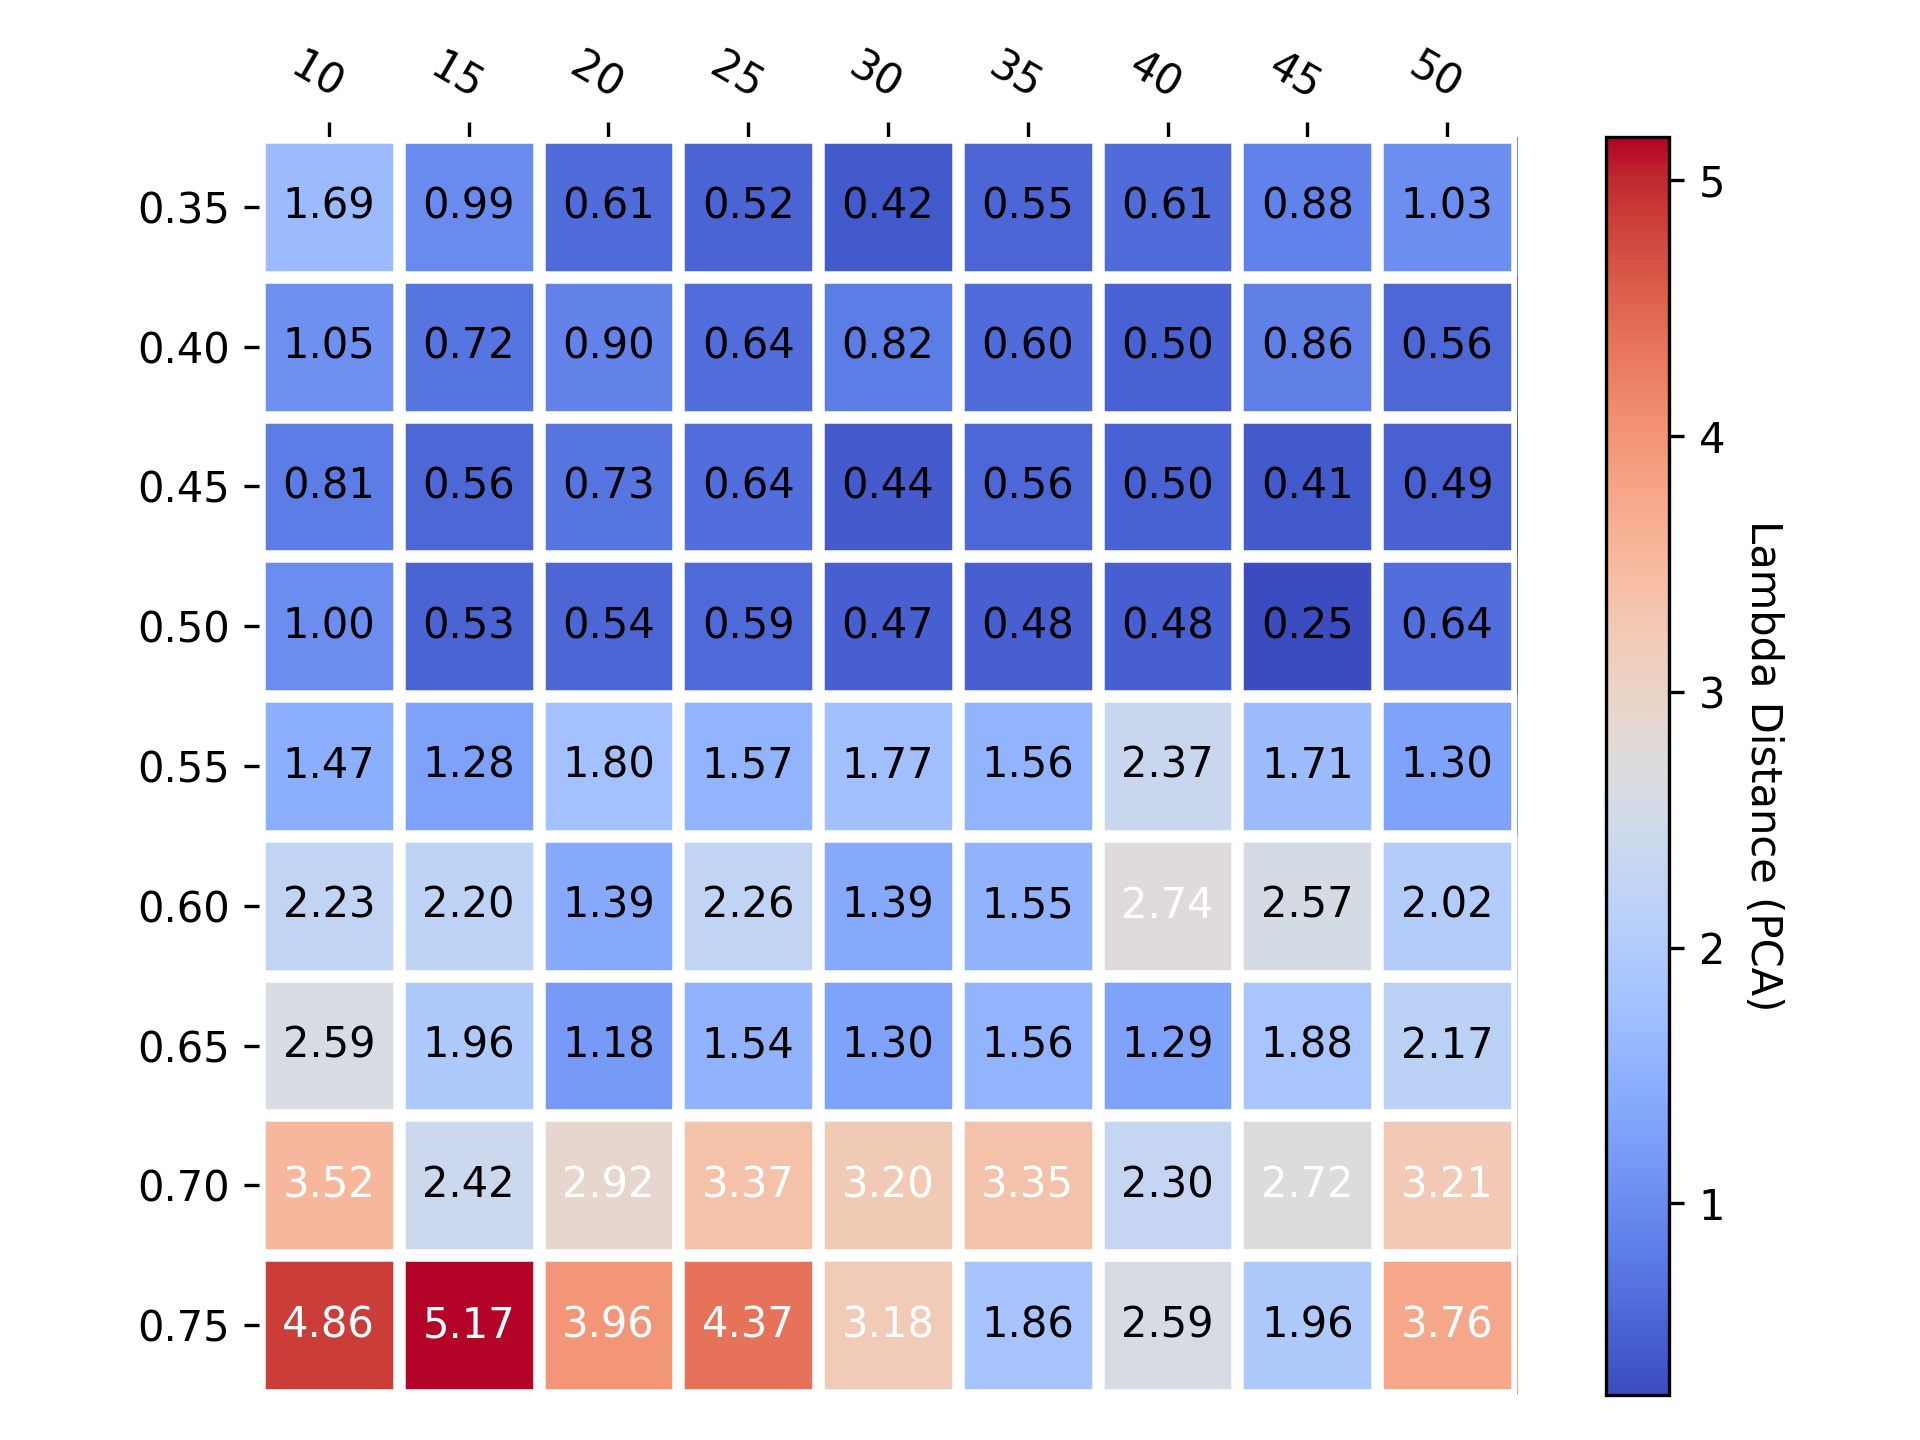 10 15 20 25 30 35 40 45 50
0.35 1.69 0.99 0.61 0.52 0.42 0.55 0.61 0.88 1.03
0.40 1.05 0.72 0.90 0.64 0.82 0.60 0.50 0.86 0.56
0.45 0.81 0.56 0.73 0.64 0.44 0.56 0.50 0.41 0.49
0.50 1.00 0.53 0.54 0.59 0.47 0.48 0.48 0.25 0.64
0.55 1.47 1.28 1.80 1.57 1.77 1.56 2.37 1.71 1.30
0.60 2.23 2.20 1.39 2.26 1.39 1.55 2.74 2.57 2.02
0.65 2.59 1.96 1.18 1.54 1.30 1.56 1.29 1.88 2.17
0.70 3.52 2.42 2.92 3.37 3.20 3.35 2.30 2.72 3.21
0.75 4.86 5.17 3.96 4.37 3.18 1.86 2.59 1.96 3.76
5
4
3
2
1
Lambda Distance (PCA)